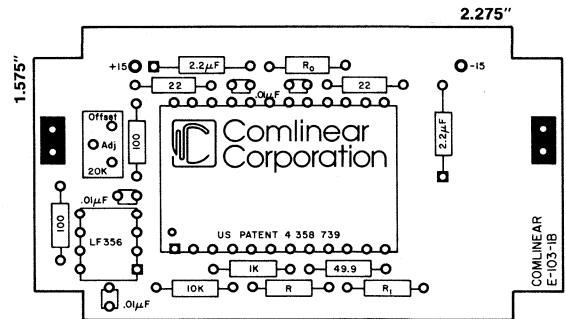 2.275"
1.575"
+15
2.2µF
R₀
-15
22
.01µF
22
Offset
Adj
20K
100
Comlinear
Corporation
2.2µF
.01µF
100
LF356
US PATENT 4 358 739
1K
49.9
10K
R
R₁
.01µF
COMLINEAR
E-103-1B